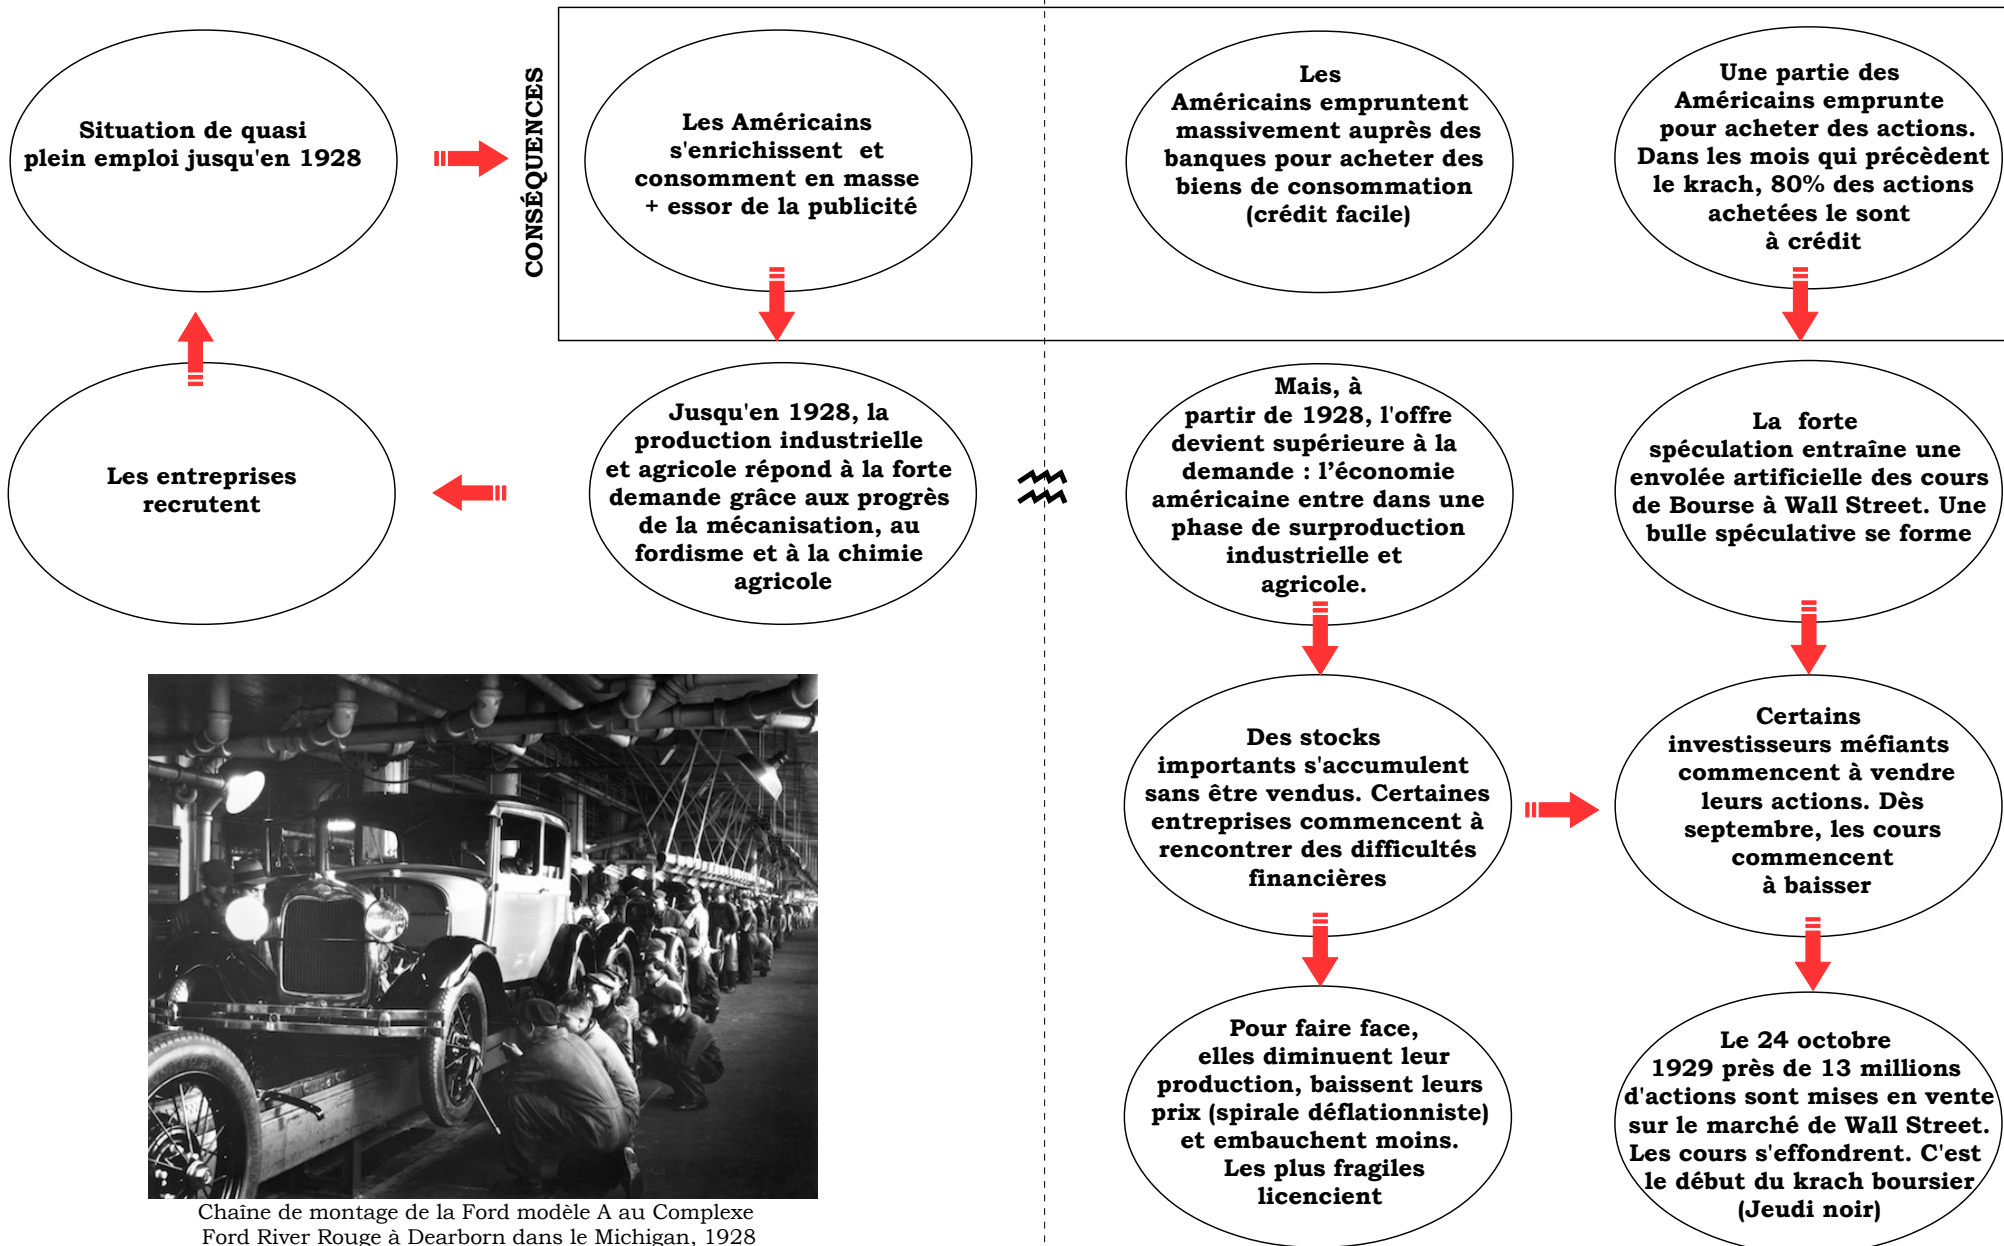 Situation de quasi
plein emploi jusqu'en 1928
CONSÉQUENCES
Les Américains
s'enrichissent et
consomment en masse
+ essor de la publicité
Les
Américains empruntent
massivement auprès des
banques pour acheter des
biens de consommation
(crédit facile)
Une partie des
Américains emprunte
pour acheter des actions.
Dans les mois qui précèdent
le krach, 80% des actions
achetées le sont
à crédit
Les entreprises
recrutent
Jusqu'en 1928, la
production industrielle
et agricole répond à la forte
demande grâce aux progrès
de la mécanisation, au
fordisme et à la chimie
agricole
Mais, à
partir de 1928, l'offre
devient supérieure à la
demande : l’économie
américaine entre dans une
phase de surproduction
industrielle et
agricole.
La forte
spéculation entraîne une
envolée artificielle des cours
de Bourse à Wall Street. Une
bulle spéculative se forme
Des stocks
importants s'accumulent
sans être vendus. Certaines
entreprises commencent à
rencontrer des difficultés
financières
Certains
investisseurs méfiants
commencent à vendre
leurs actions. Dès
septembre, les cours
commencent
à baisser
Pour faire face,
elles diminuent leur
production, baissent leurs
prix (spirale déflationniste)
et embauchent moins.
Les plus fragiles
licencient
Le 24 octobre
1929 près de 13 millions
d'actions sont mises en vente
sur le marché de Wall Street.
Les cours s'effondrent. C'est
le début du krach boursier
(Jeudi noir)
Chaîne de montage de la Ford modèle A au Complexe
Ford River Rouge à Dearborn dans le Michigan, 1928